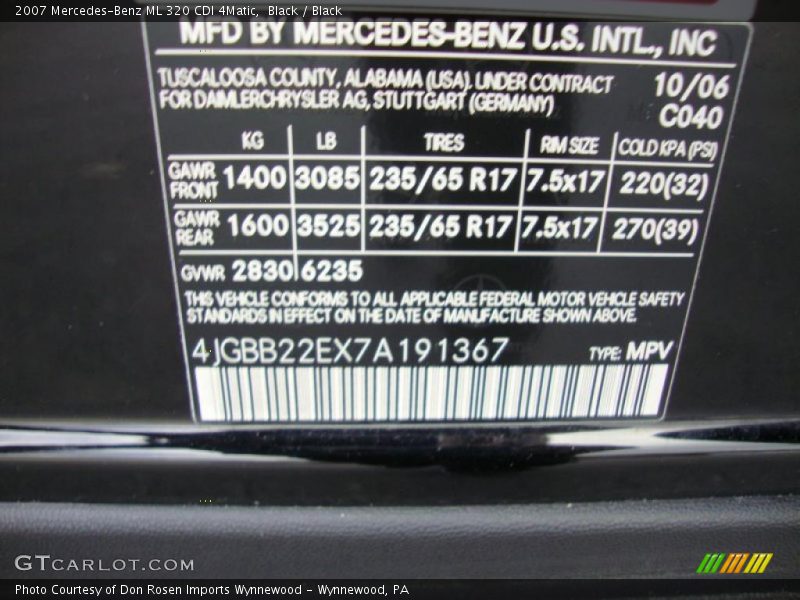 2007 Mercedes-Benz ML 320 CDI 4Matic, Black / Black
MFD BY MERCEDES-BENZ U.S. INTL., INC
TUSCALOOSA COUNTY, ALABAMA (USA). UNDER CONTRACT 10/06
FOR DAIMLERCHRYSLER AG, STUTTGART (GERMANY) C040
KG LB TIRES RIM SIZE COLD KPA (PSI)
GAWR FRONT 1400 3085 235/65 R17 7.5x17 220(32)
GAWR REAR 1600 3525 235/65 R17 7.5x17 270(39)
GVWR 2830 6235
THIS VEHICLE CONFORMS TO ALL APPLICABLE FEDERAL MOTOR VEHICLE SAFETY
STANDARDS IN EFFECT ON THE DATE OF MANUFACTURE SHOWN ABOVE.
4JGBB22EX7A191367 TYPE: MPV
GTCARLOT.COM
Photo Courtesy of Don Rosen Imports Wynnewood - Wynnewood, PA